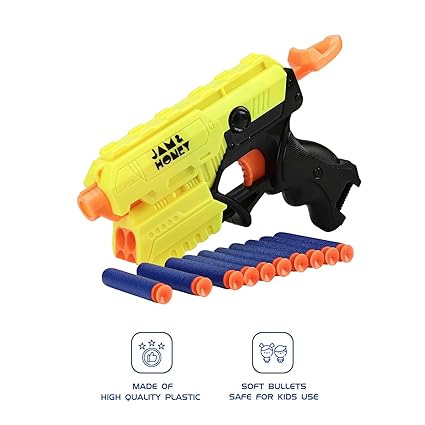 JAM&
HONEY
MADE OF
HIGH QUALITY PLASTIC
SOFT BULLETS
SAFE FOR KIDS USE